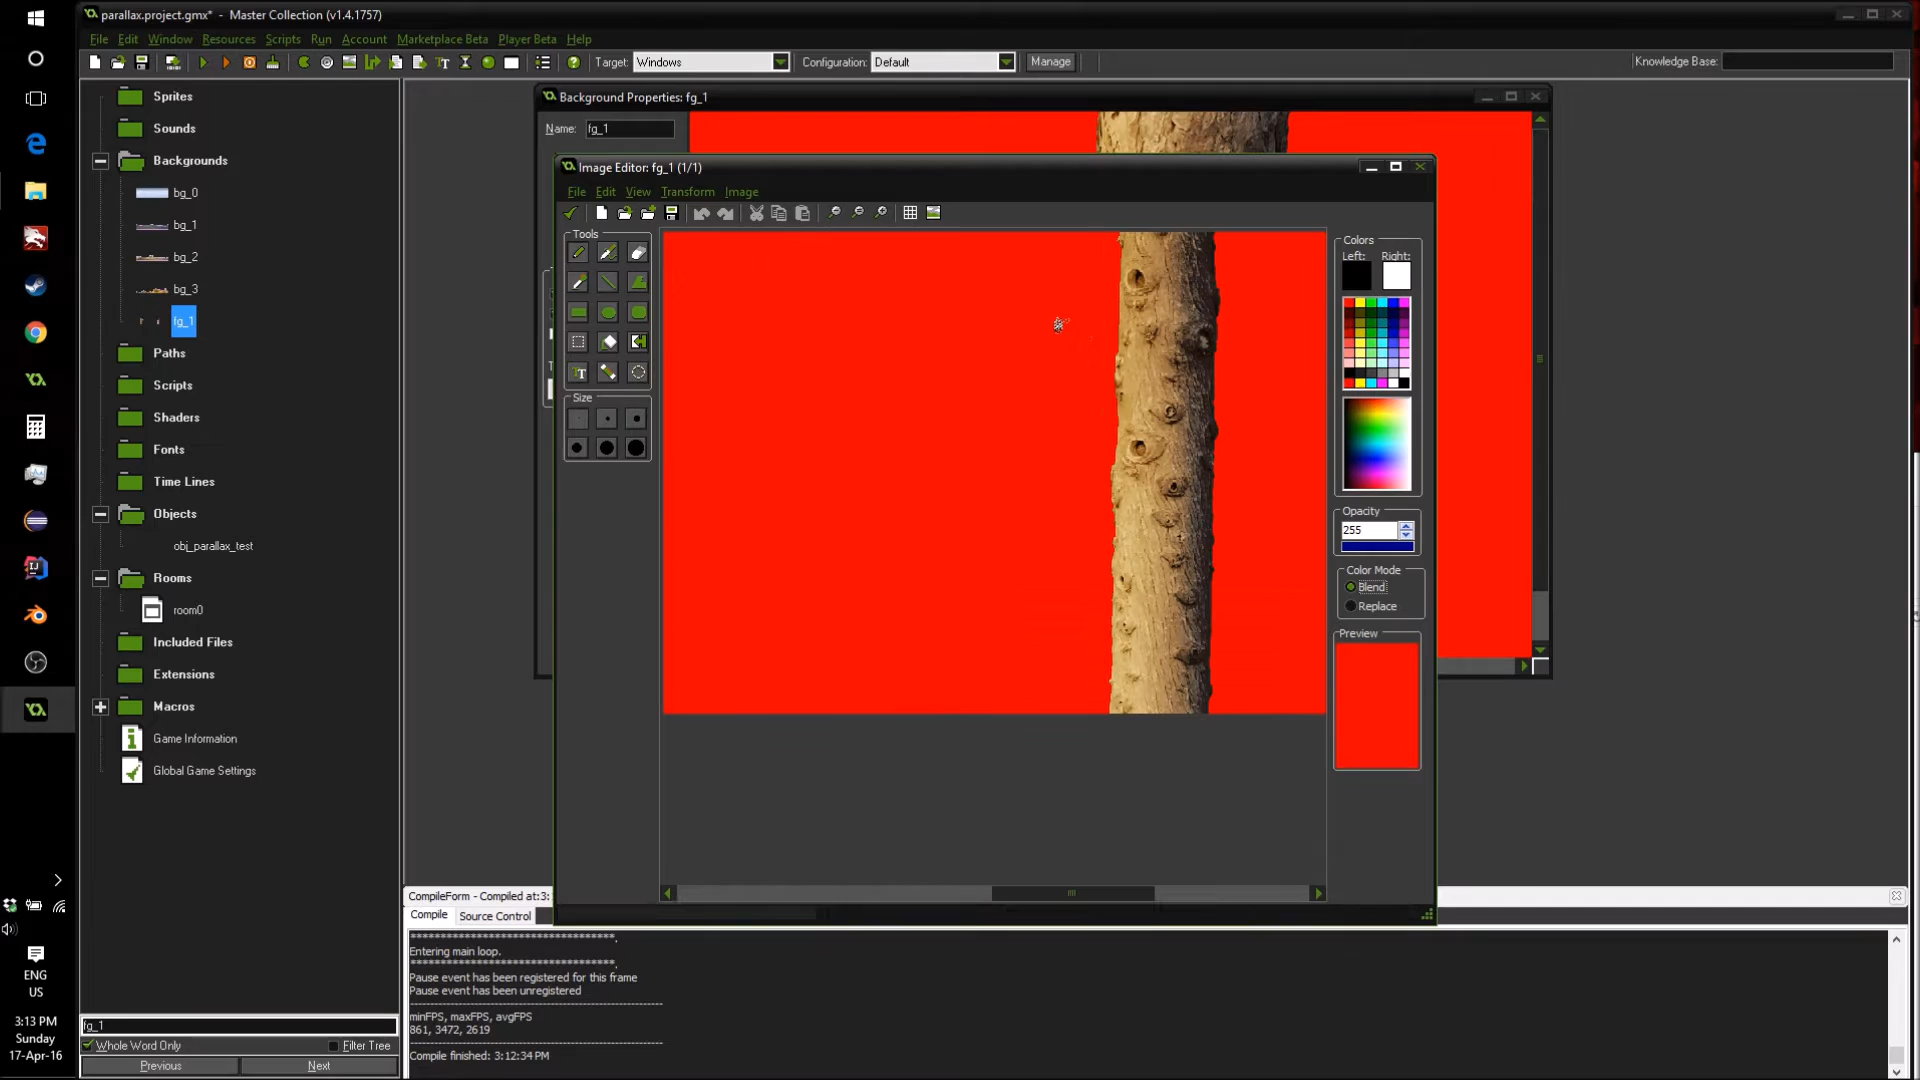 parallax.project.gmx* - Master Collection (v1.4.1757)
File Edit Window Resources Scripts Run Account Marketplace Beta Player Beta Help
Target: Windows Configuration: Default Manage Knowledge Base:
Sprites
Sounds
Backgrounds
bg_0
bg_1
bg_2
bg_3
fg_1
Paths
Scripts
Shaders
Fonts
Time Lines
Objects
obj_parallax_test
Rooms
room0
Included Files
Extensions
Macros
Game Information
Global Game Settings
fg_1
Whole Word Only Filter Tree
Previous Next
Background Properties: fg_1
Name: fg_1
Image Editor: fg_1 (1/1)
File Edit View Transform Image
Tools
Size
Colors
Left: Right:
Opacity
255
Color Mode
Blend
Replace
Preview
CompileForm - Compiled at:3:
Compile Source Control
***********************************.
Entering main loop.
***********************************.
Pause event has been registered for this frame
Pause event has been unregistered
minFPS, maxFPS, avgFPS
861, 3472, 2619
Compile finished: 3:12:34 PM
ENG
US
3:13 PM
Sunday
17-Apr-16